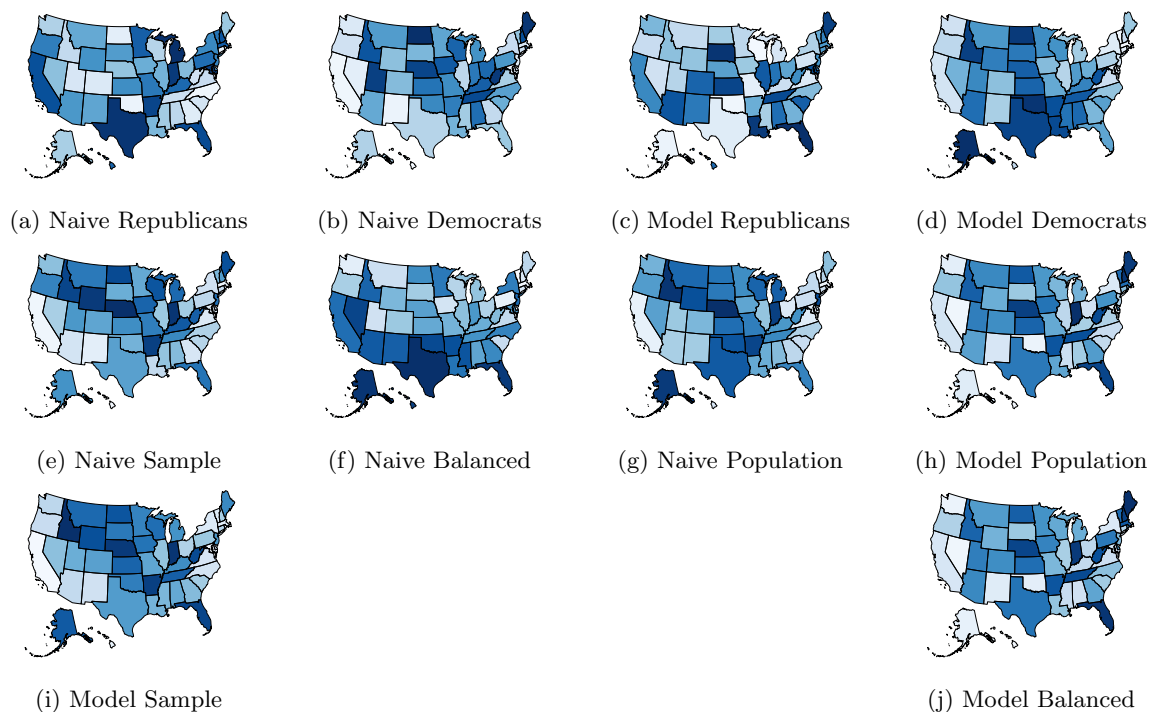 (a) Naive Republicans
(b) Naive Democrats
(c) Model Republicans
(d) Model Democrats
(e) Naive Sample
(f) Naive Balanced
(g) Naive Population
(h) Model Population
(i) Model Sample
(j) Model Balanced